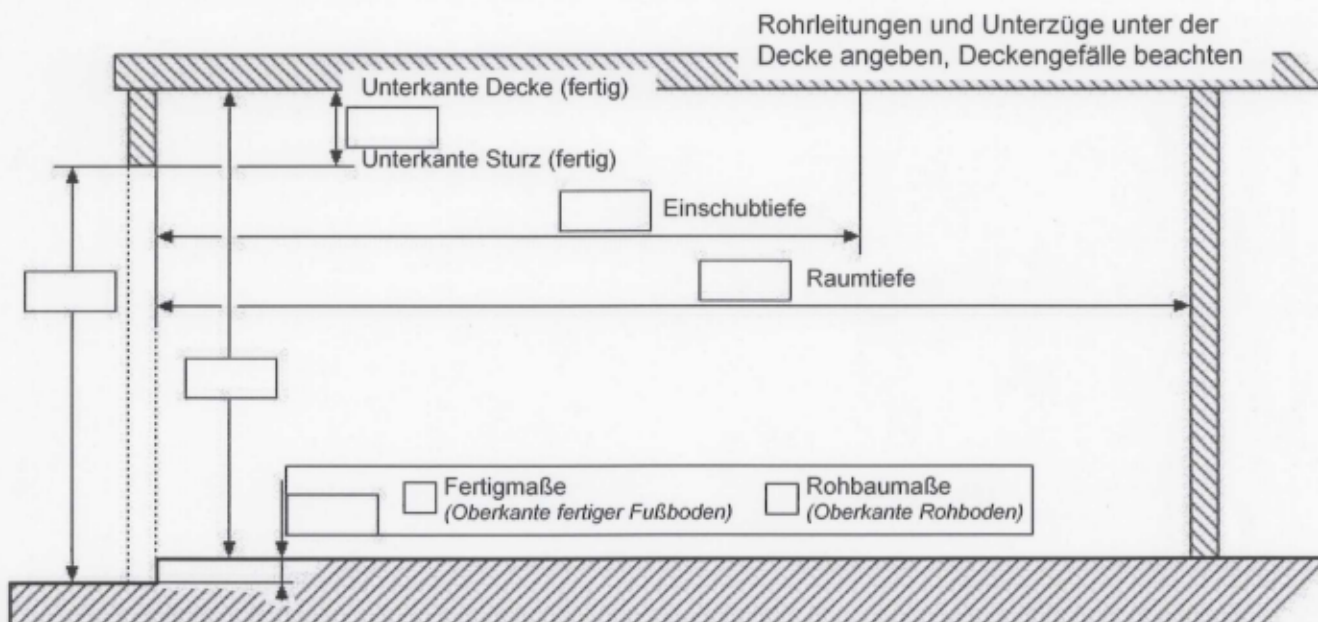 Rohrleitungen und Unterzüge unter der
Decke angeben, Deckengefälle beachten
Unterkante Decke (fertig)
Unterkante Sturz (fertig)
Einschubtiefe
Raumtiefe
Fertigmaße
(Oberkante fertiger Fußboden)
Rohbaumaße
(Oberkante Rohboden)